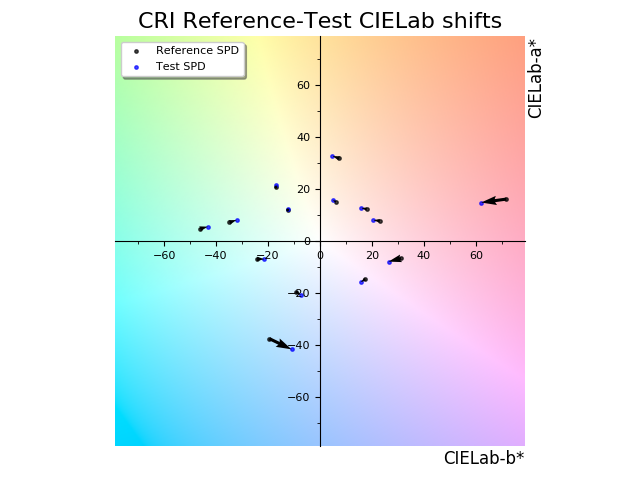 CRI Reference-Test CIELab shifts
Reference SPD
Test SPD
CIELab-a*
60
40
20
0
−60
−40
−20
0
20
40
60
−20
−40
−60
CIELab-b*